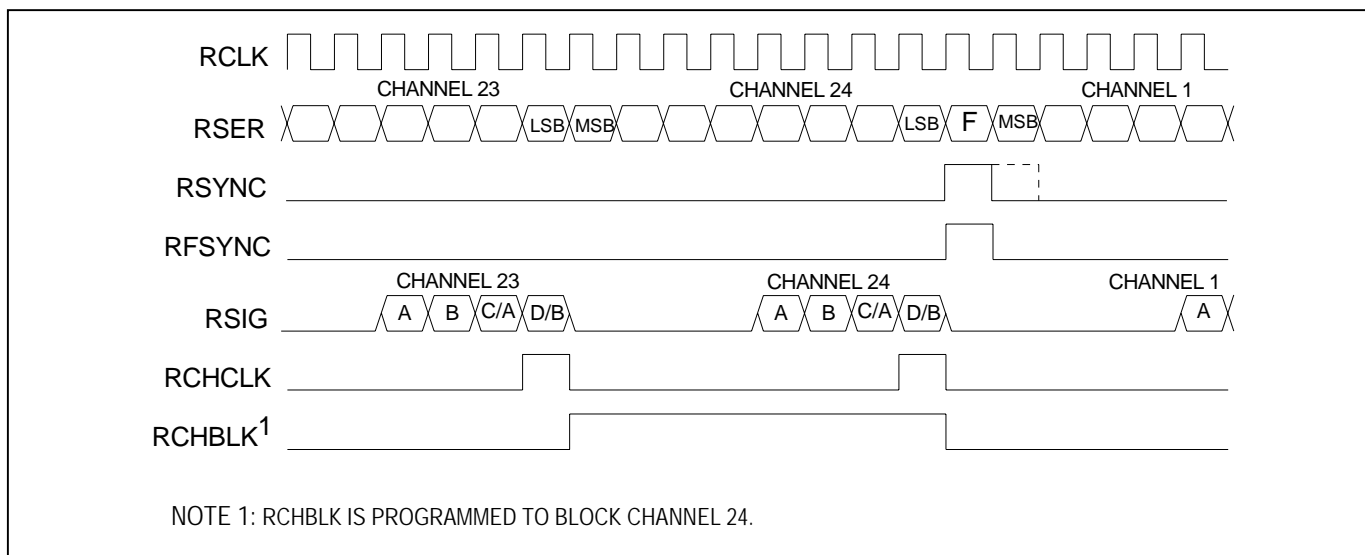 RCLK
CHANNEL 23 CHANNEL 24 CHANNEL 1
RSER LSB MSB LSB F MSB
RSYNC
RFSYNC
CHANNEL 23 CHANNEL 24 CHANNEL 1
RSIG A B C/A D/B A B C/A D/B A
RCHCLK
RCHBLK1
NOTE 1: RCHBLK IS PROGRAMMED TO BLOCK CHANNEL 24.